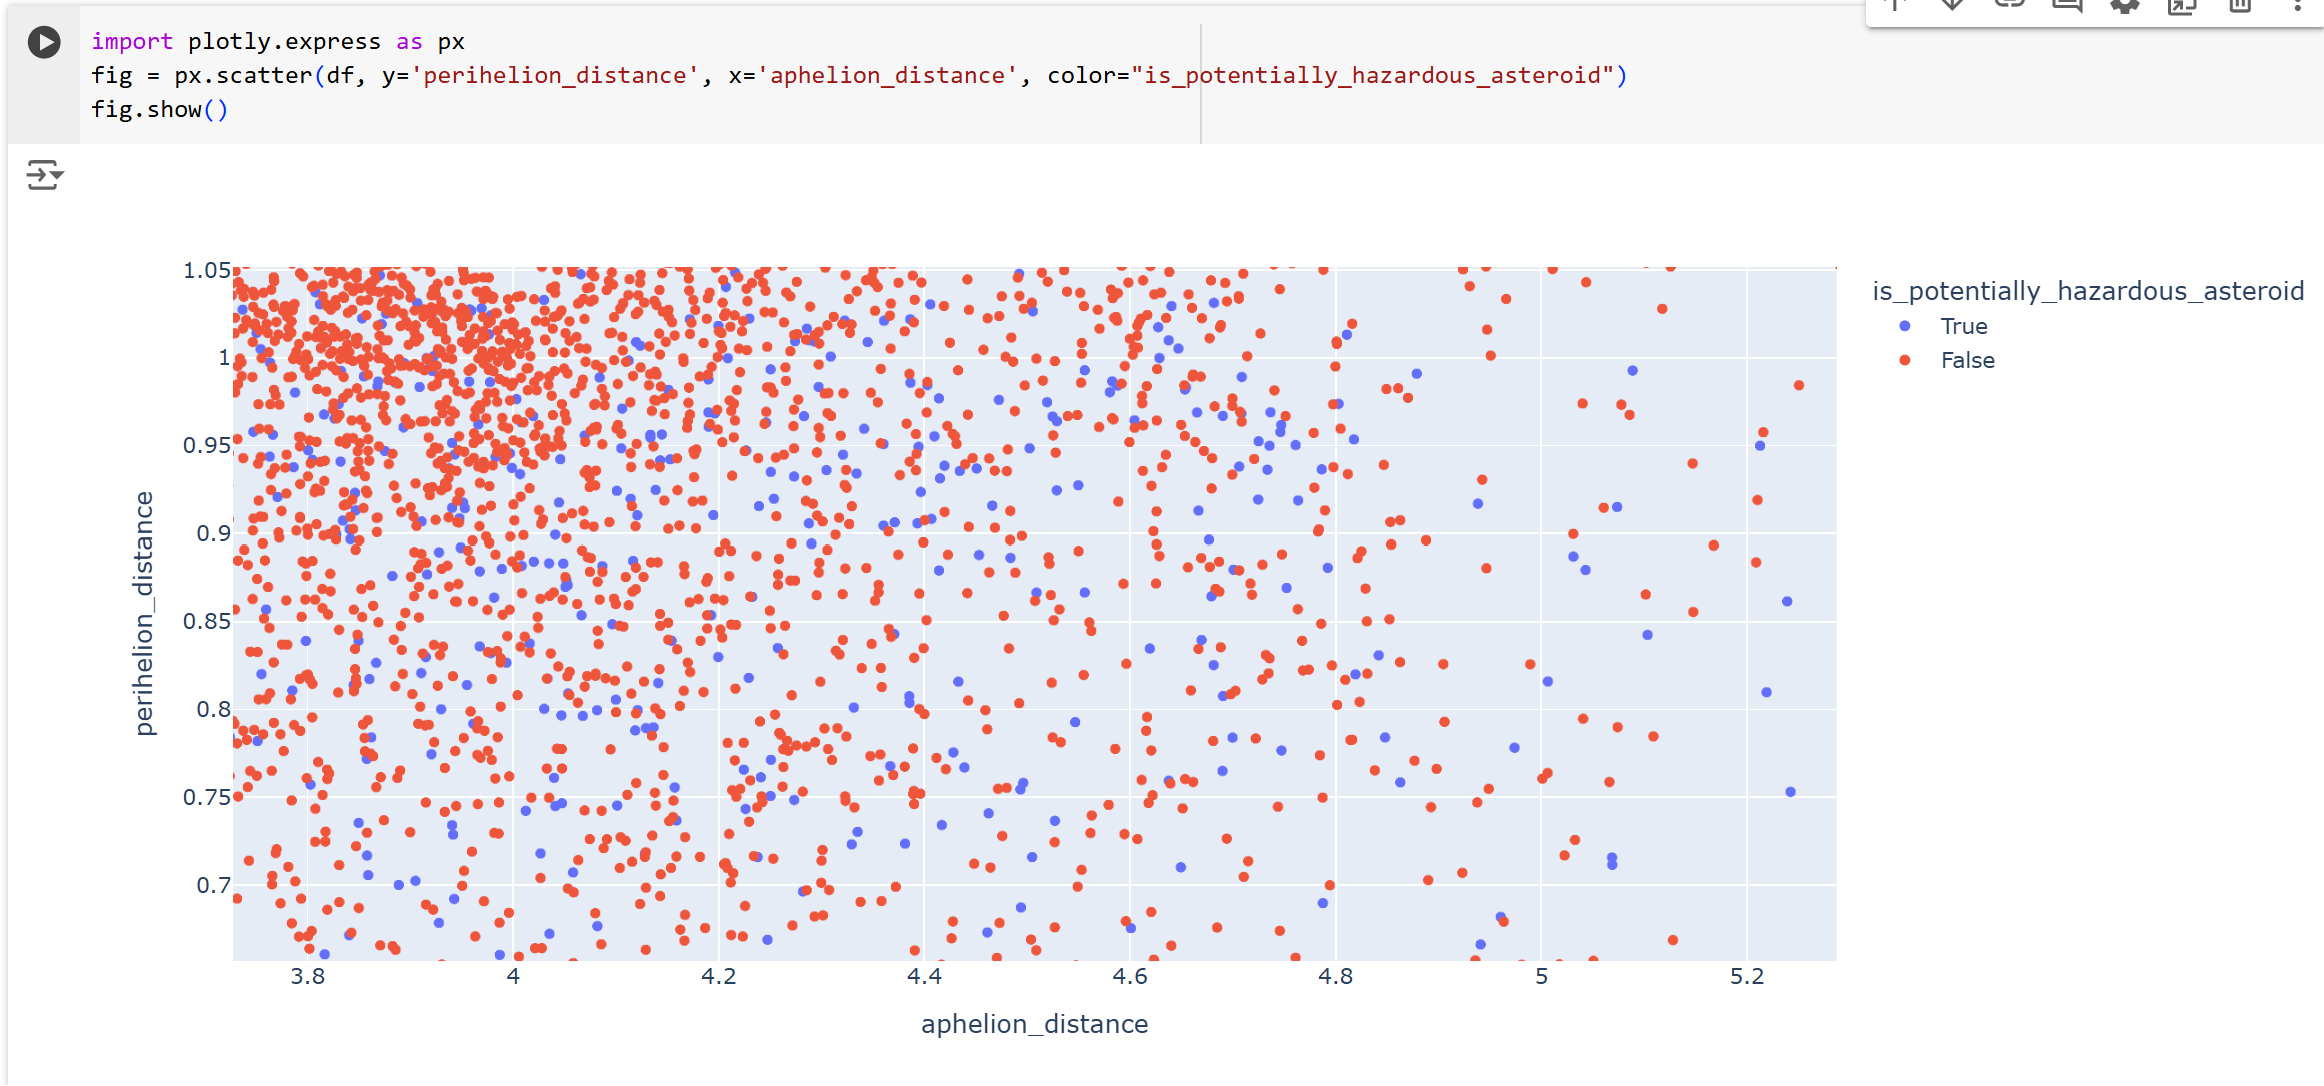 import plotly.express as px
fig = px.scatter(df, y='perihelion_distance', x='aphelion_distance', color="is_potentially_hazardous_asteroid")
fig.show()
1.05
1
0.95
0.9
0.85
0.8
0.75
0.7
perihelion_distance
3.8 4 4.2 4.4 4.6 4.8 5 5.2
aphelion_distance
is_potentially_hazardous_asteroid
True
False